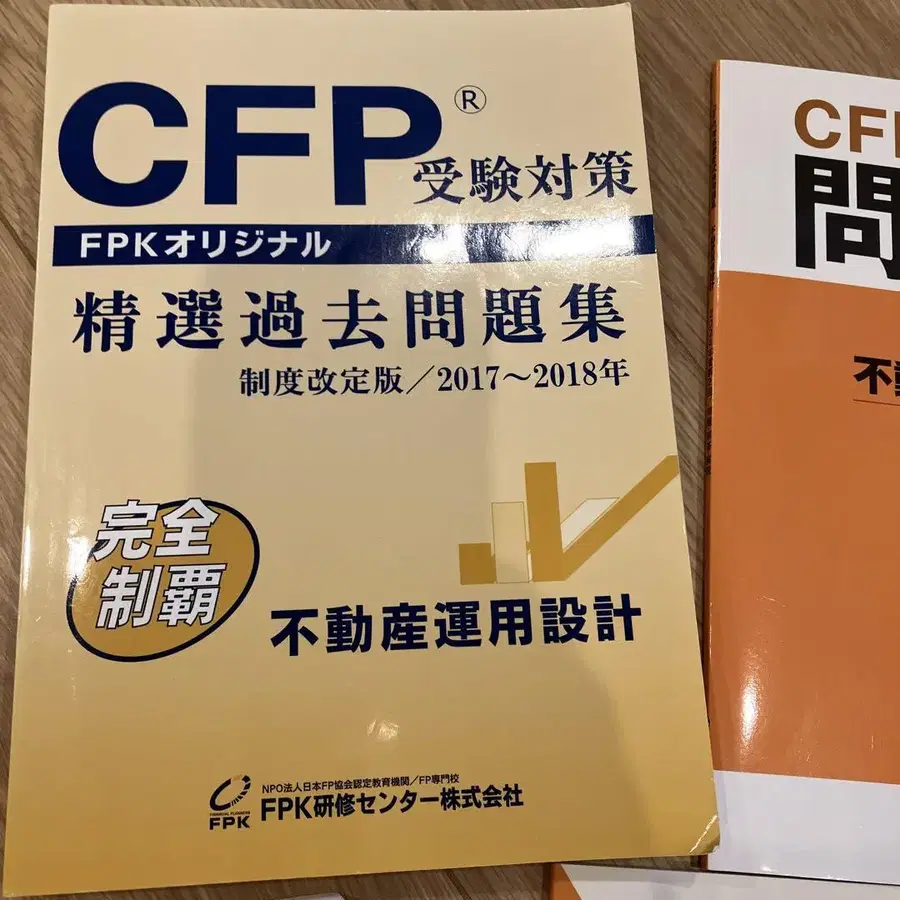 CFP®受験対策
FPKオリジナル
精選過去問題集
制度改定版／2017～2018年
完全
制覇
不動産運用設計
NPO法人日本FP協会認定教育機関／FP専門校
FPK研修センター株式会社
FINANCIAL PLANNERS
FPK
CF
問
不